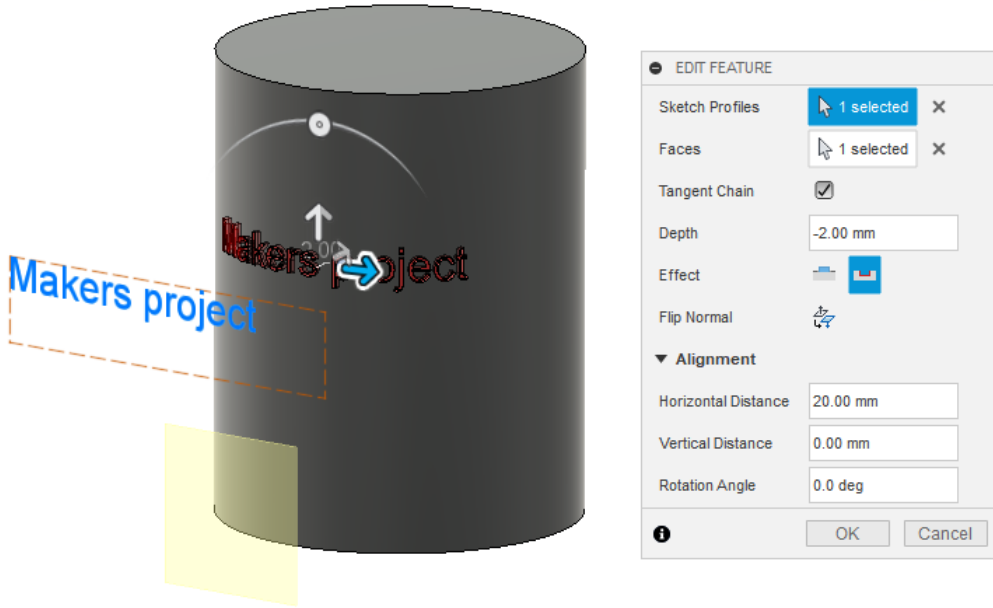 EDIT FEATURE
Sketch Profiles
1 selected
Faces
1 selected
Tangent Chain
Depth
-2.00 mm
Effect
Flip Normal
Alignment
Horizontal Distance
20.00 mm
Vertical Distance
0.00 mm
Rotation Angle
0.0 deg
OK
Cancel
Makers project
Makers project